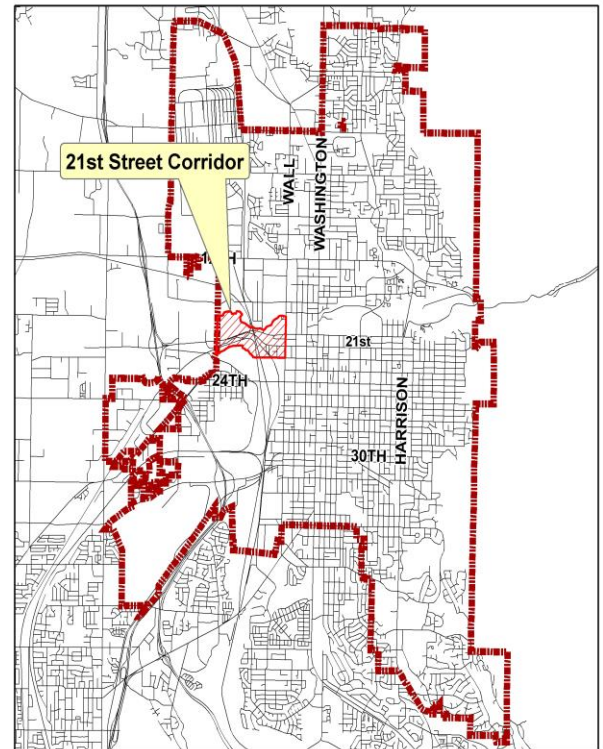 21st Street Corridor
WALL
WASHINGTON
21st
24TH
HARRISON
30TH